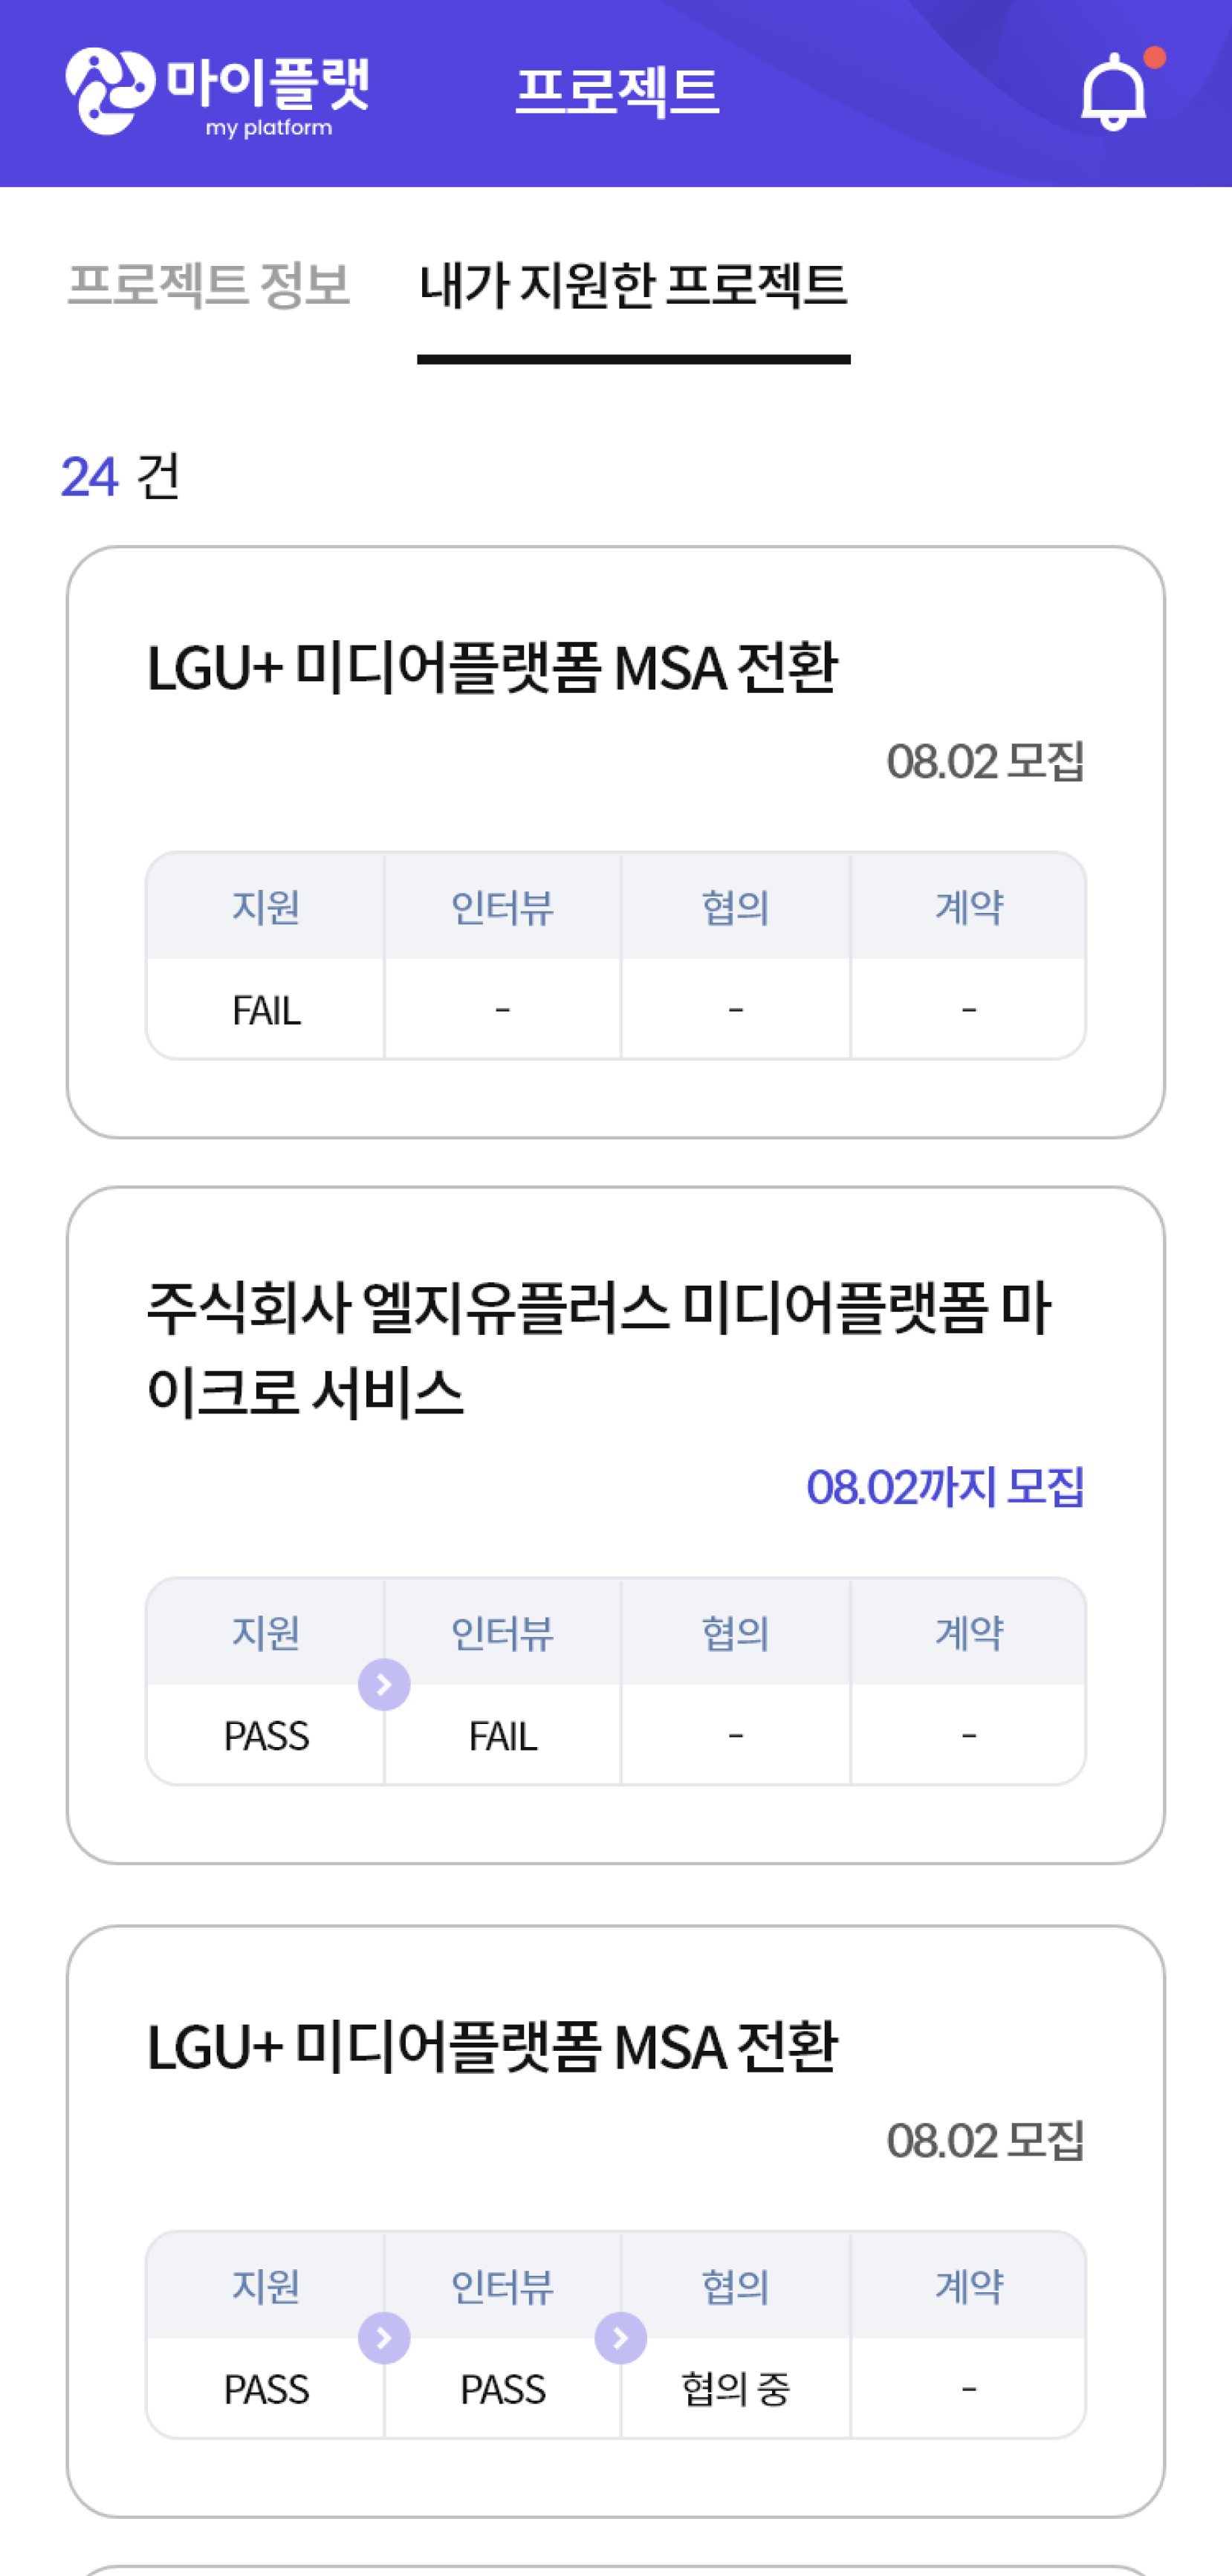 마이플랫
my platform
프로젝트
프로젝트 정보 내가 지원한 프로젝트
24 건
LGU+ 미디어플랫폼 MSA 전환
08.02 모집
지원 인터뷰 협의 계약
FAIL - - -
주식회사 엘지유플러스 미디어플랫폼 마
이크로 서비스
08.02까지 모집
지원 인터뷰 협의 계약
PASS FAIL - -
LGU+ 미디어플랫폼 MSA 전환
08.02 모집
지원 인터뷰 협의 계약
PASS PASS 협의 중 -